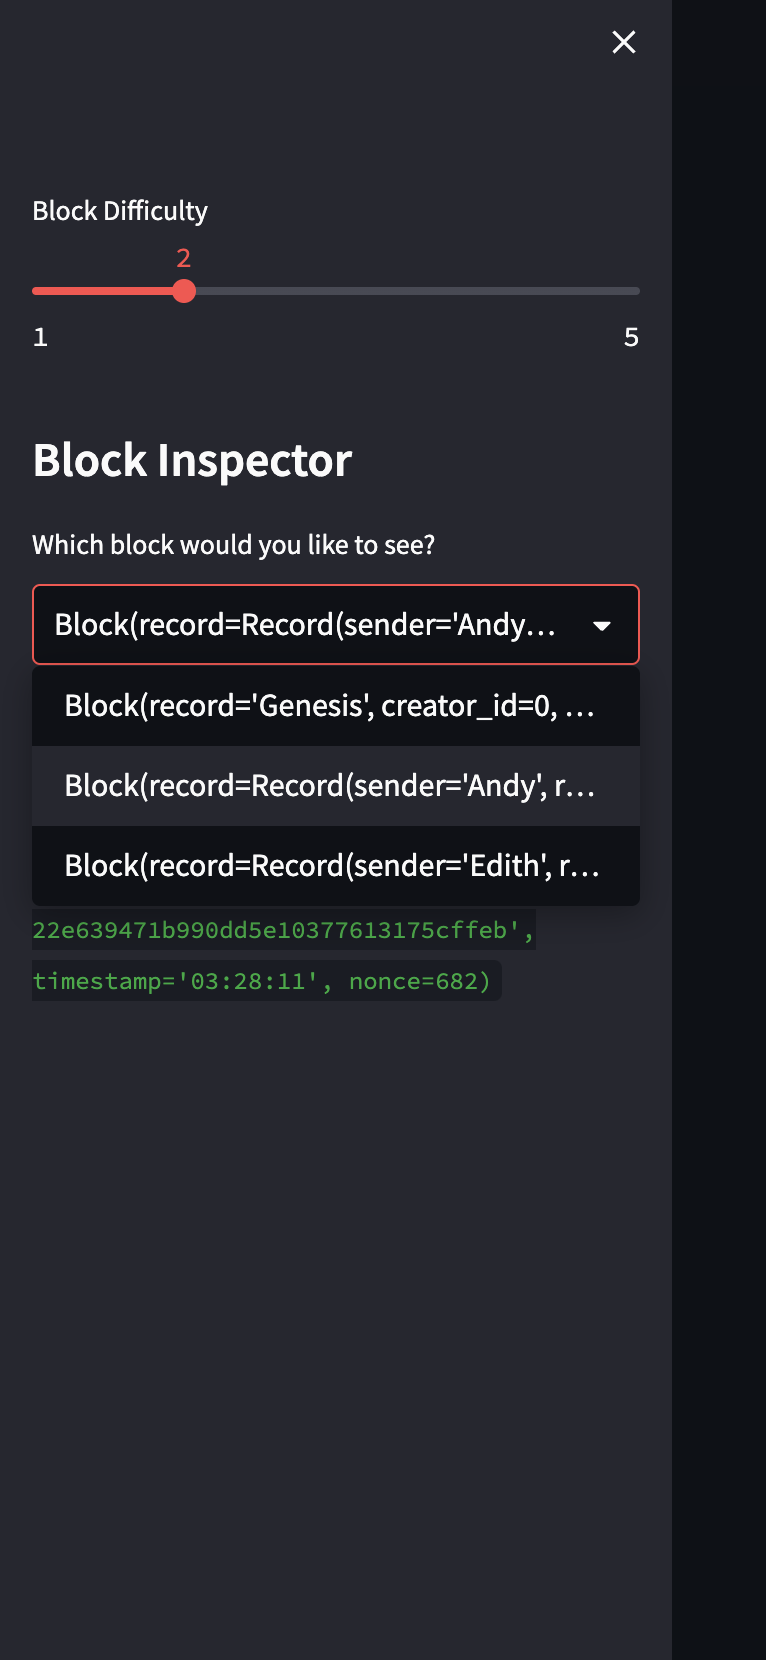 Block Difficulty
2
1 5
Block Inspector
Which block would you like to see?
Block(record=Record(sender='Andy...
Block(record='Genesis', creator_id=0, ...
Block(record=Record(sender='Andy', r...
Block(record=Record(sender='Edith', r...
22e639471b990dd5e10377613175cffeb',
timestamp='03:28:11', nonce=682)